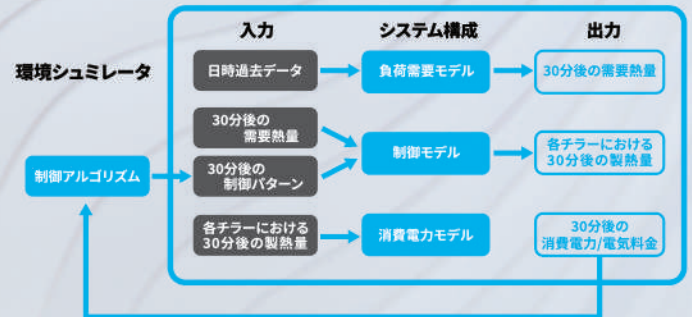 入力
システム構成
出力
環境シュミレータ
日時過去データ
負荷需要モデル
30分後の需要熱量
30分後の
需要熱量
制御モデル
各チラーにおける
30分後の製熱量
制御アルゴリズム
30分後の
制御パターン
各チラーにおける
30分後の製熱量
消費電力モデル
30分後の
消費電力/電気料金